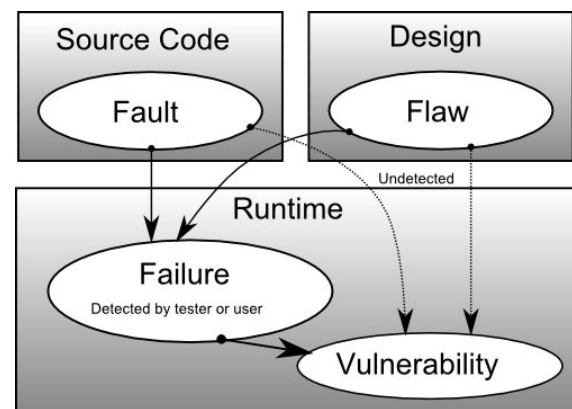 Source Code
Design
Fault
Flaw
Undetected
Runtime
Failure
Detected by tester or user
Vulnerability